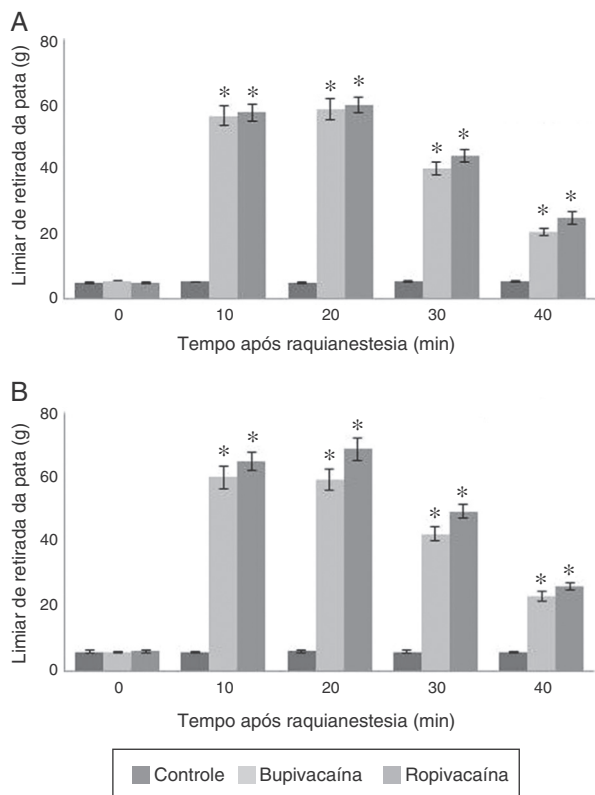 A
Limiar de retirada da pata (g)
80
60
40
20
0
* * * * * * * *
0 10 20 30 40
Tempo após raquianestesia (min)
B
Limiar de retirada da pata (g)
80
60
40
20
0
* * * * * * * *
0 10 20 30 40
Tempo após raquianestesia (min)
Controle Bupivacaína Ropivacaína